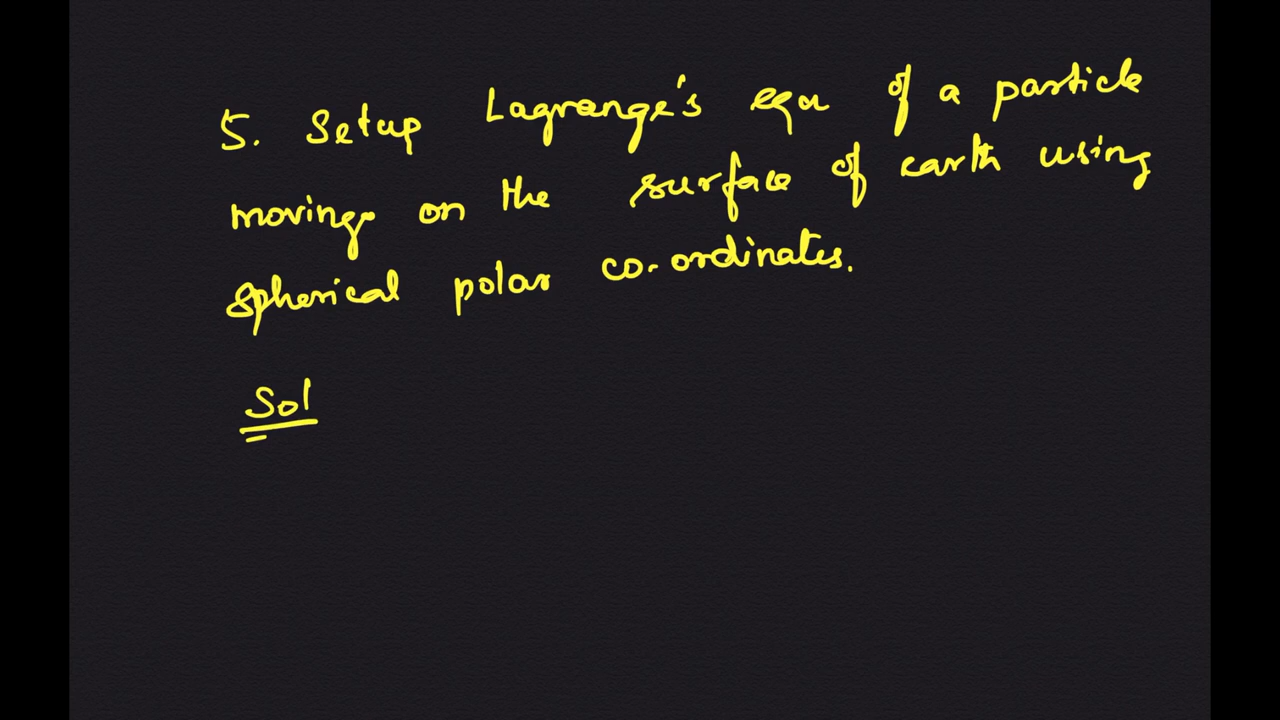 5. Setup Lagrange's eqn of a particle
moving on the surface of earth using
spherical polar co-ordinates.
Sol